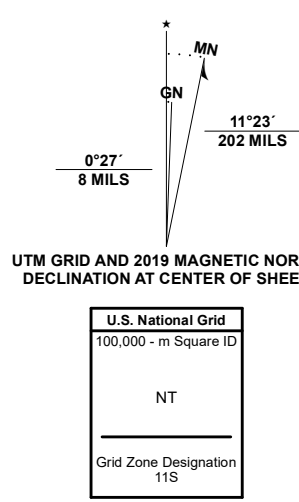 ★
MN
GN
11°23´
202 MILS
0°27´
8 MILS
UTM GRID AND 2019 MAGNETIC NOR
DECLINATION AT CENTER OF SHEE
U.S. National Grid
100,000 - m Square ID
NT
Grid Zone Designation
11S